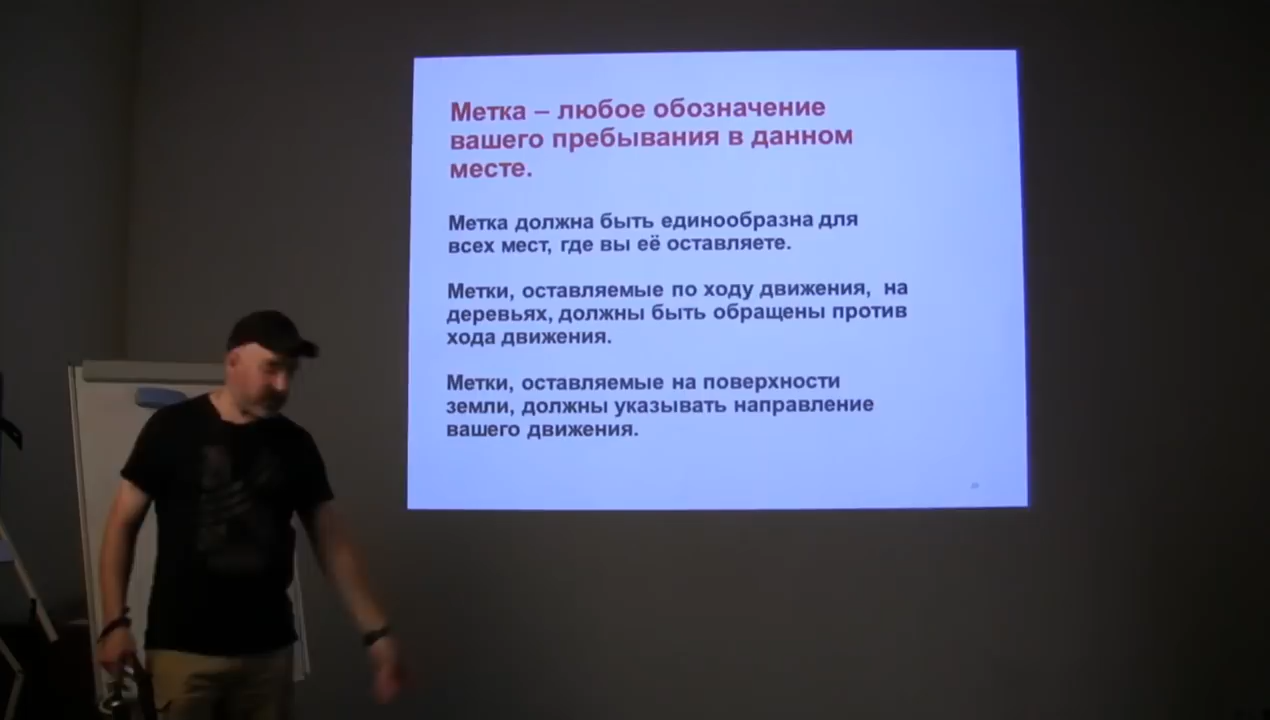 Метка – любое обозначение
вашего пребывания в данном
месте.
Метка должна быть единообразна для
всех мест, где вы её оставляете.
Метки, оставляемые по ходу движения,  на
деревьях, должны быть обращены против
хода движения.
Метки, оставляемые на поверхности
земли, должны указывать направление
вашего движения.